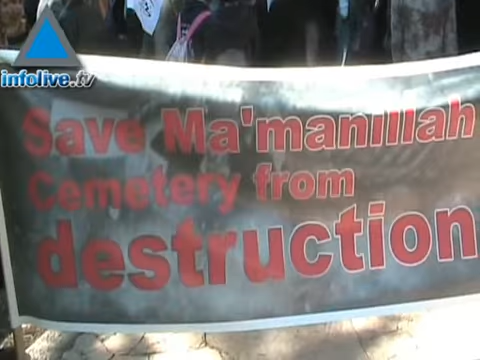 infolive.tv
Save Ma'manillah
Cemetery from
destruction